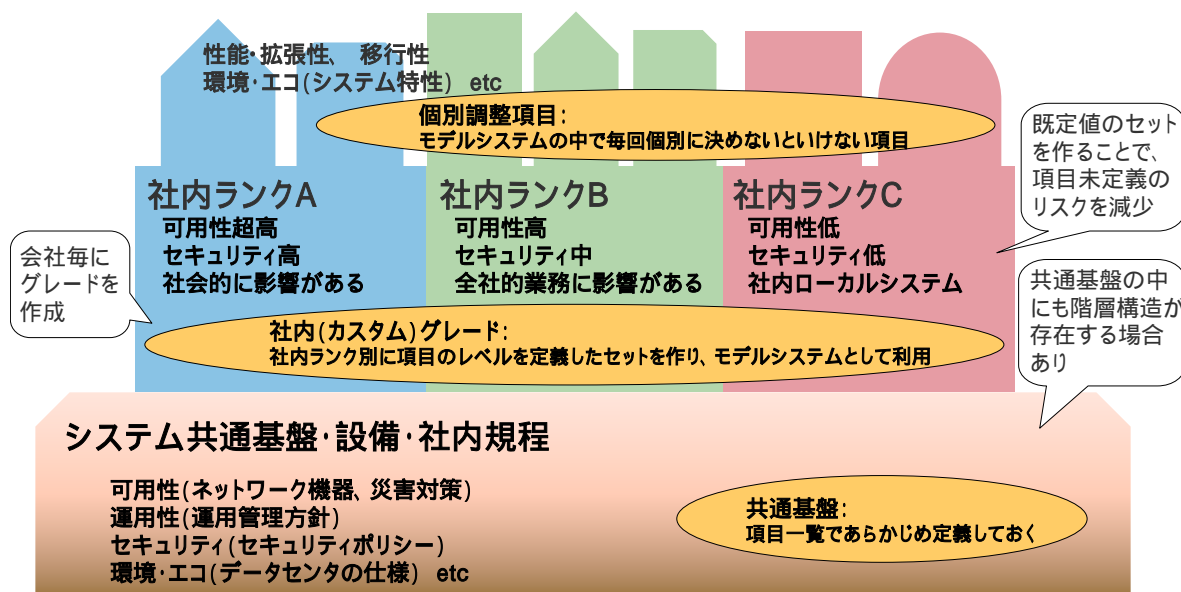 性能・拡張性、 移行性
環境・エコ(システム特性) etc
個別調整項目:
モデルシステムの中で毎回個別に決めないといけない項目
既定値のセット
を作ることで、
項目未定義の
リスクを減少
社内ランクA
可用性超高
セキュリティ高
社会的に影響がある
社内ランクB
可用性高
セキュリティ中
全社的業務に影響がある
社内ランクC
可用性低
セキュリティ低
社内ローカルシステム
会社毎に
グレードを
作成
共通基盤の中
にも階層構造が
存在する場合
あり
社内(カスタム)グレード:
社内ランク別に項目のレベルを定義したセットを作り、モデルシステムとして利用
システム共通基盤・設備・社内規程
可用性(ネットワーク機器、災害対策)
運用性(運用管理方針)
セキュリティ(セキュリティポリシー)
環境・エコ(データセンタの仕様) etc
共通基盤:
項目一覧であらかじめ定義しておく